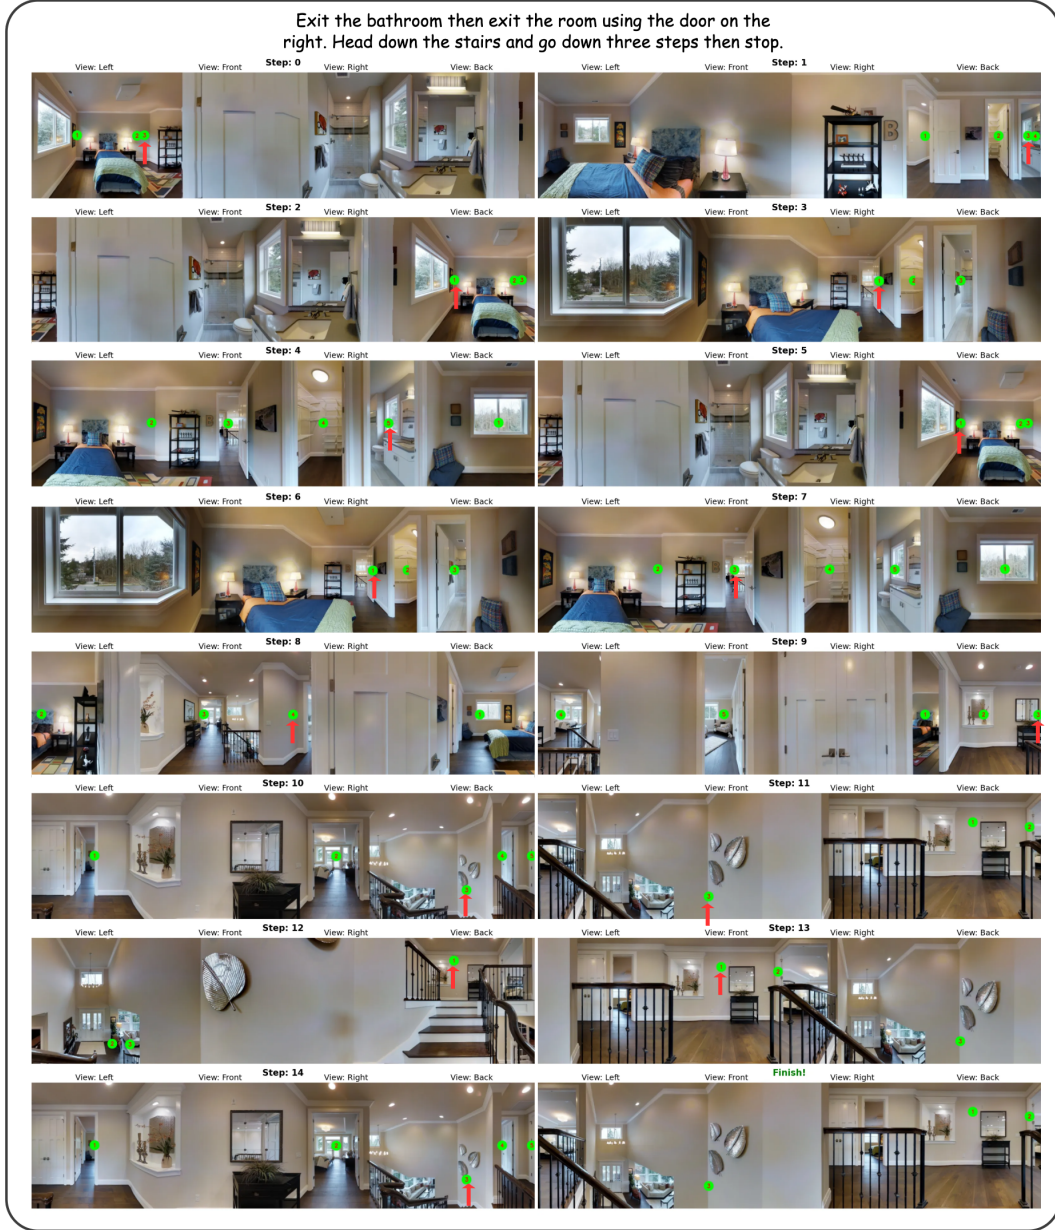 Exit the bathroom then exit the room using the door on the
right. Head down the stairs and go down three steps then stop.
Step: 0
View: Left View: Front View: Right View: Back
Step: 1
View: Left View: Front View: Right View: Back
Step: 2
View: Left View: Front View: Right View: Back
Step: 3
View: Left View: Front View: Right View: Back
Step: 4
View: Left View: Front View: Right View: Back
Step: 5
View: Left View: Front View: Right View: Back
Step: 6
View: Left View: Front View: Right View: Back
Step: 7
View: Left View: Front View: Right View: Back
Step: 8
View: Left View: Front View: Right View: Back
Step: 9
View: Left View: Front View: Right View: Back
Step: 10
View: Left View: Front View: Right View: Back
Step: 11
View: Left View: Front View: Right View: Back
Step: 12
View: Left View: Front View: Right View: Back
Step: 13
View: Left View: Front View: Right View: Back
Step: 14
View: Left View: Front View: Right View: Back
Finish!
View: Left View: Front View: Right View: Back